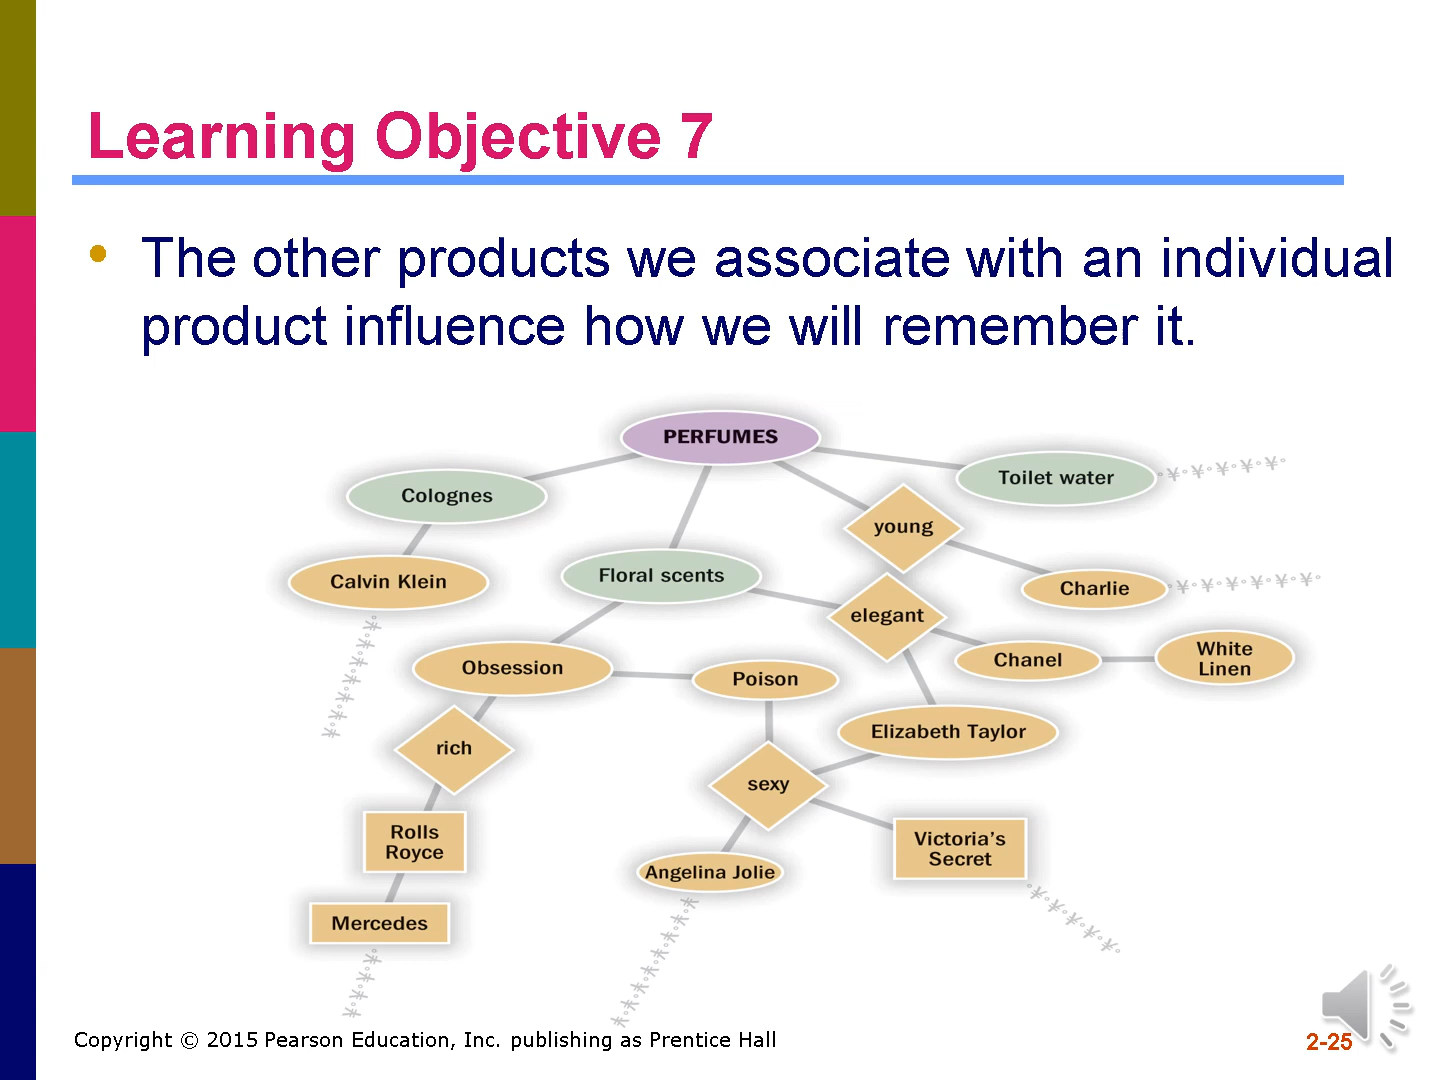 Learning Objective 7
• The other products we associate with an individual
product influence how we will remember it.
PERFUMES
Toilet water
Colognes
young
Calvin Klein
Floral scents
Charlie
elegant
Obsession
Poison
Chanel
White
Linen
Elizabeth Taylor
rich
sexy
Rolls
Royce
Victoria's
Secret
Angelina Jolie
Mercedes
Copyright © 2015 Pearson Education, Inc. publishing as Prentice Hall
2-25